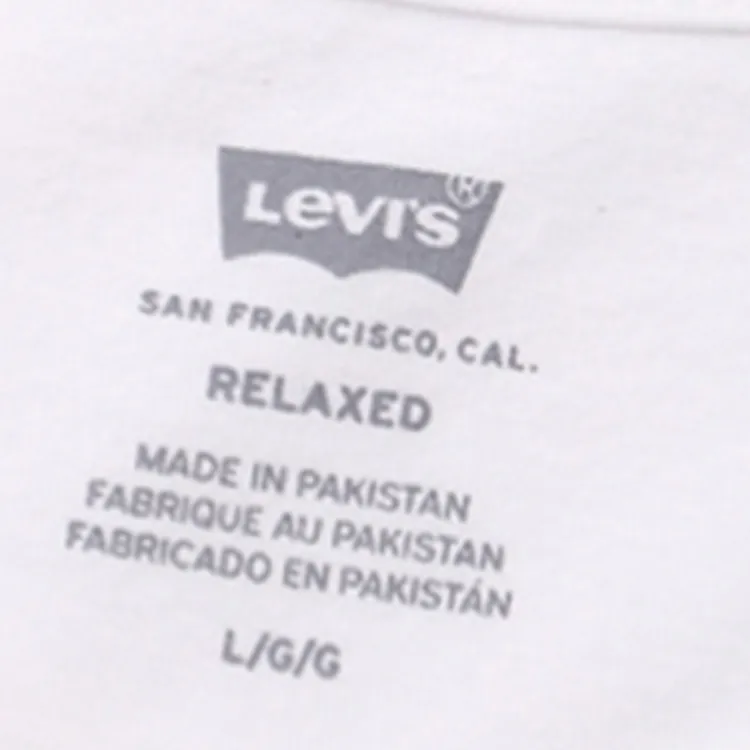 Levi's®
SAN FRANCISCO, CAL.
RELAXED
MADE IN PAKISTAN
FABRIQUE AU PAKISTAN
FABRICADO EN PAKISTÁN
L/G/G